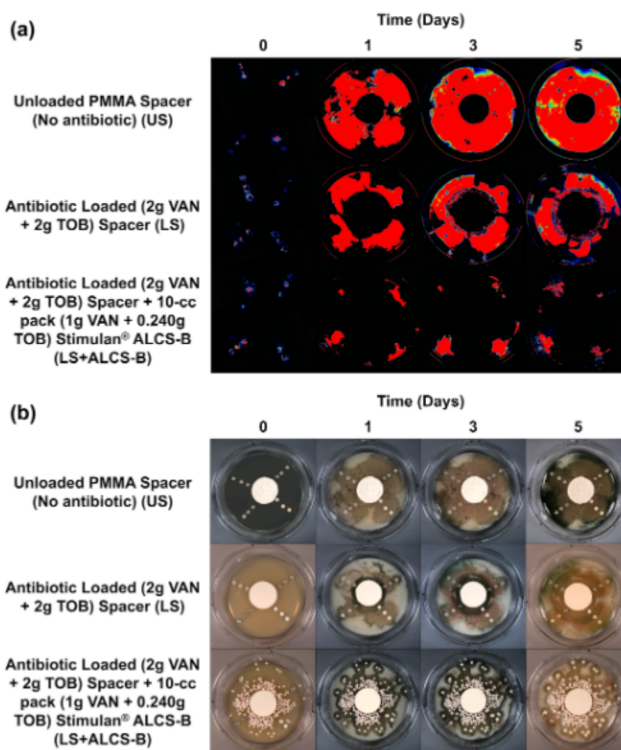 (a)
Time (Days)
0 1 3 5
Unloaded PMMA Spacer
(No antibiotic) (US)
Antibiotic Loaded (2g VAN
+ 2g TOB) Spacer (LS)
Antibiotic Loaded (2g VAN
+ 2g TOB) Spacer + 10-cc
pack (1g VAN + 0.240g
TOB) Stimulan® ALCS-B
(LS+ALCS-B)
(b)
Time (Days)
0 1 3 5
Unloaded PMMA Spacer
(No antibiotic) (US)
Antibiotic Loaded (2g VAN
+ 2g TOB) Spacer (LS)
Antibiotic Loaded (2g VAN
+ 2g TOB) Spacer + 10-cc
pack (1g VAN + 0.240g
TOB) Stimulan® ALCS-B
(LS+ALCS-B)